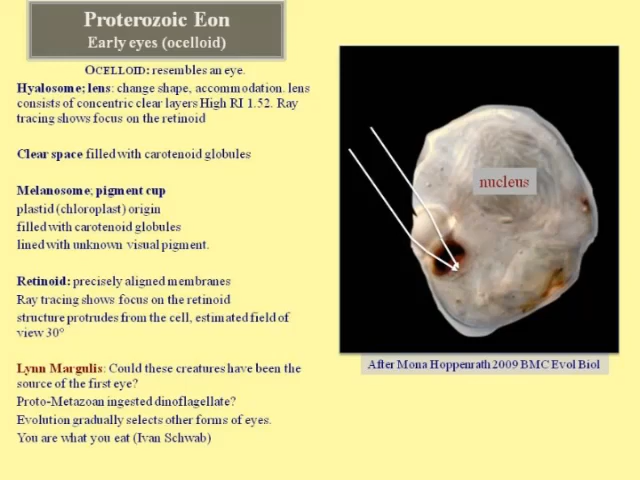 Proterozoic Eon
Early eyes (ocelloid)
OCELLOID: resembles an eye.
Hyalosome; lens: change shape, accommodation. lens
consists of concentric clear layers High RI 1.52. Ray
tracing shows focus on the retinoid
Clear space filled with carotenoid globules
Melanosome; pigment cup
plastid (chloroplast) origin
filled with carotenoid globules
lined with unknown visual pigment.
Retinoid: precisely aligned membranes
Ray tracing shows focus on the retinoid
structure protrudes from the cell, estimated field of
view 30°
Lynn Margulis: Could these creatures have been the
source of the first eye?
Proto-Metazoan ingested dinoflagellate?
Evolution gradually selects other forms of eyes.
You are what you eat (Ivan Schwab)
nucleus
After Mona Hoppenrath 2009 BMC Evol Biol